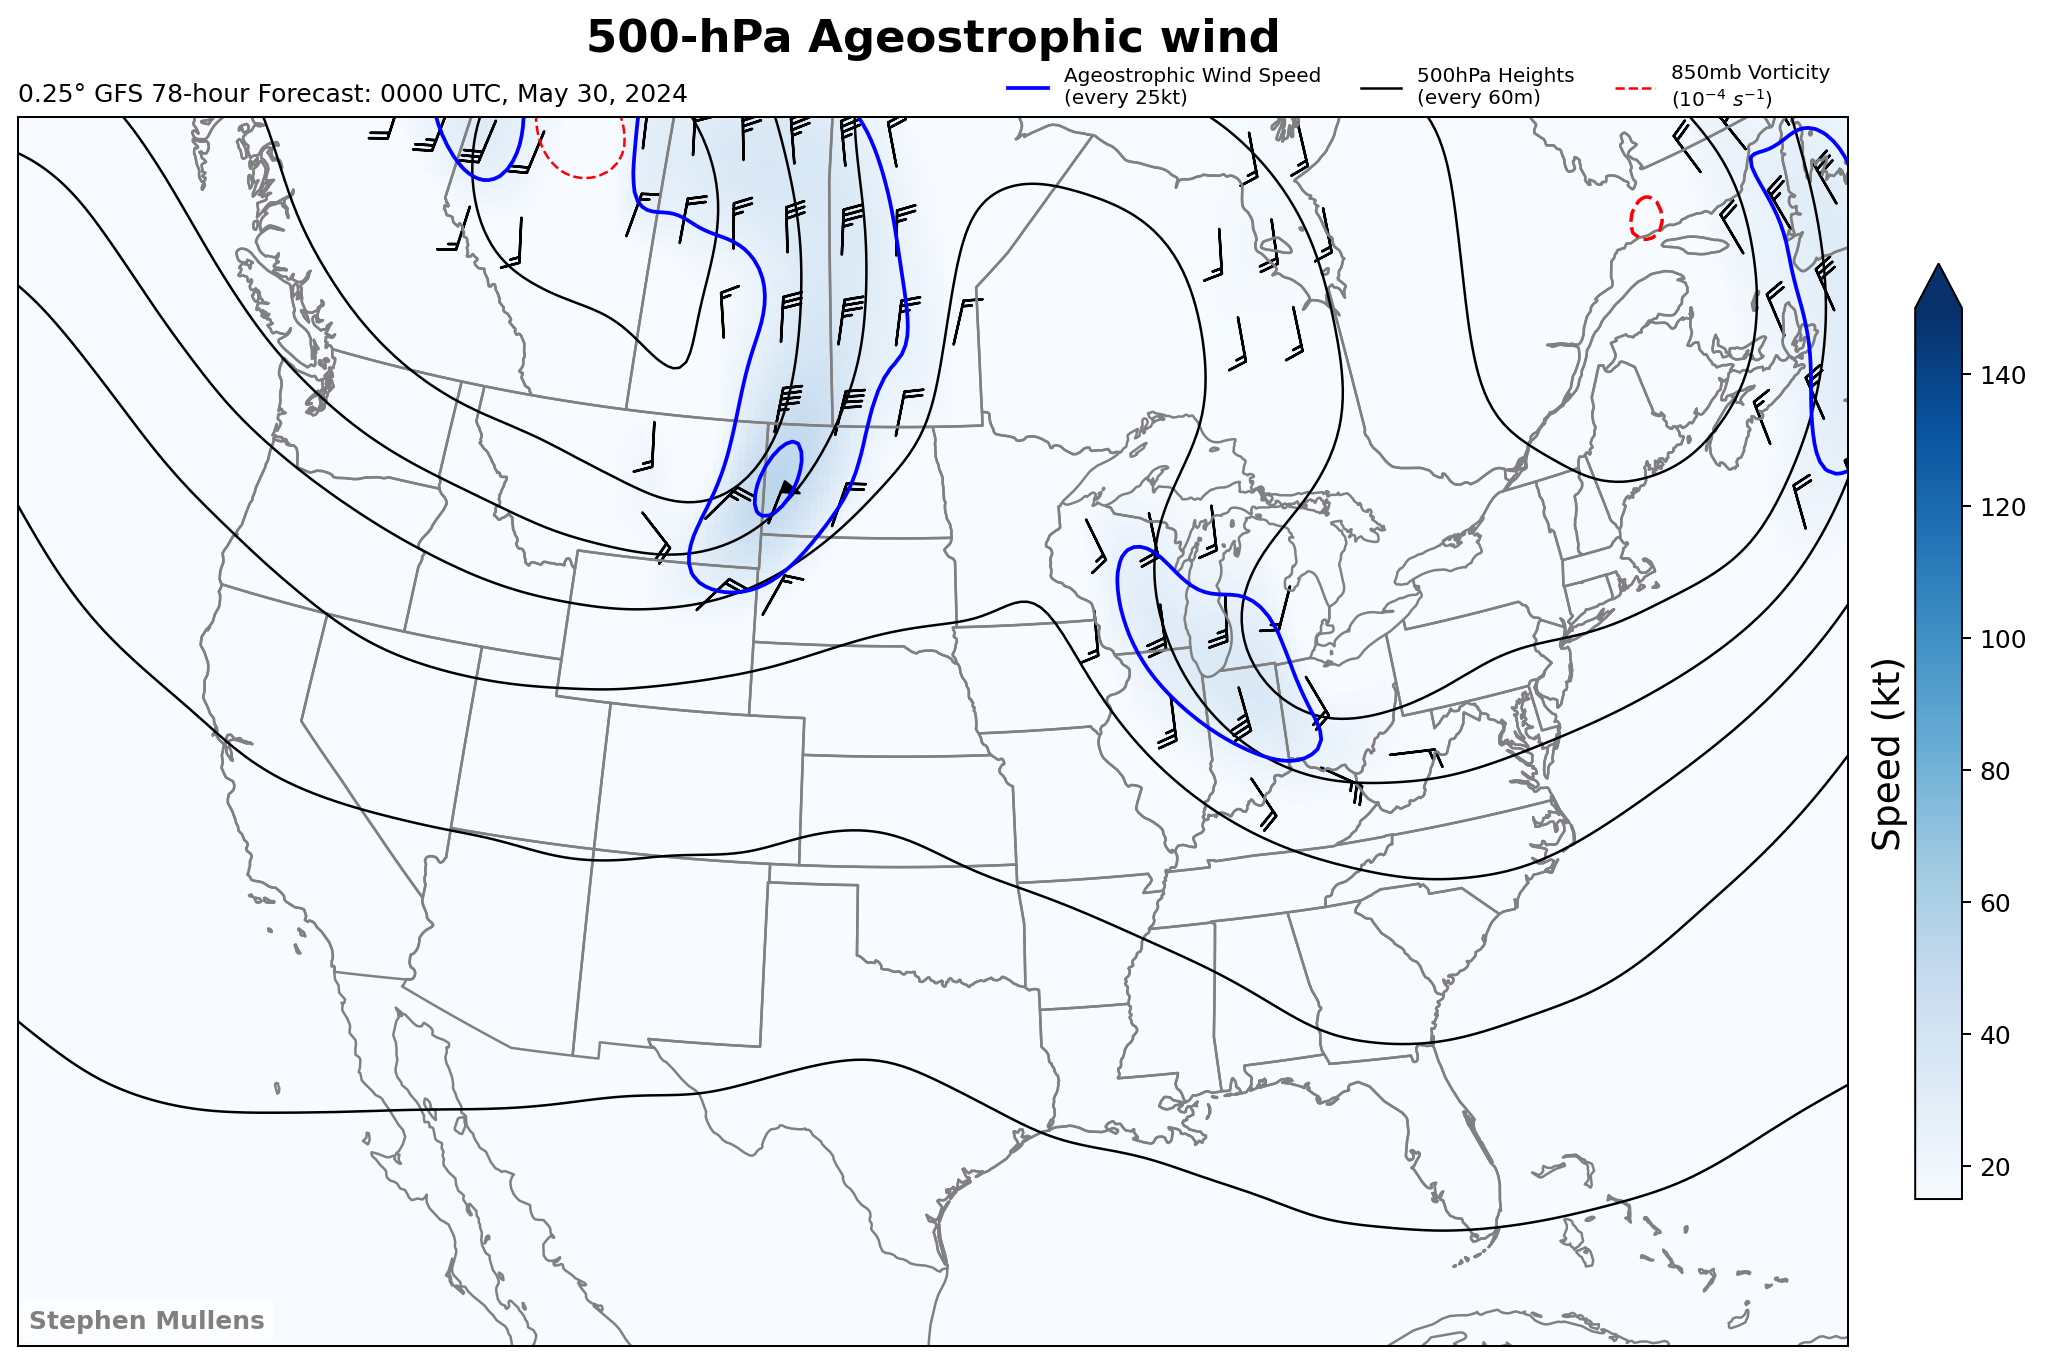 500-hPa Ageostrophic wind
0.25° GFS 78-hour Forecast: 0000 UTC, May 30, 2024
Ageostrophic Wind Speed
(every 25kt)
500hPa Heights
(every 60m)
850mb Vorticity
(10⁻⁴ s⁻¹)
140
120
100
80
60
40
20
Speed (kt)
Stephen Mullens